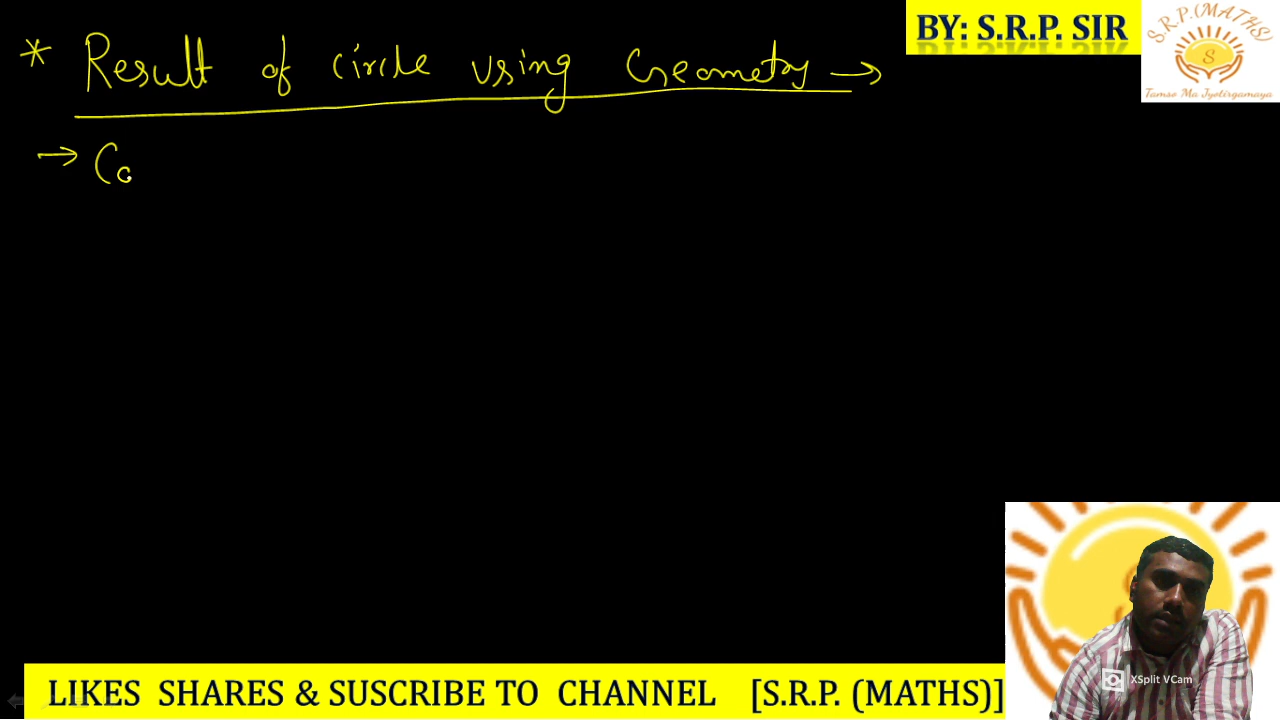 BY: S.R.P. SIR
S.R.P.(MATHS)
S
Tamso Ma Jyotirgamaya
* Result of circle using Geometry →
→ Co
XSplit VCam
LIKES SHARES & SUSCRIBE TO CHANNEL [S.R.P. (MATHS)]